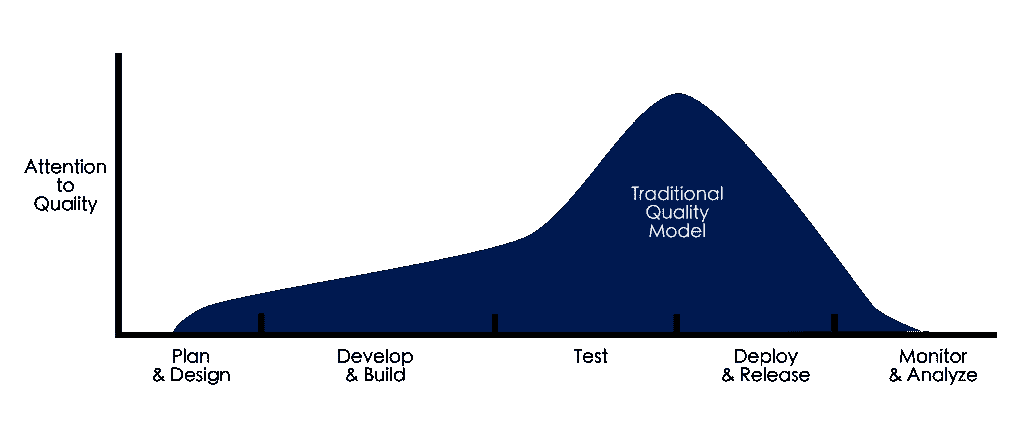 Attention
to
Quality
Traditional
Quality
Model
Plan
& Design
Develop
& Build
Test
Deploy
& Release
Monitor
& Analyze